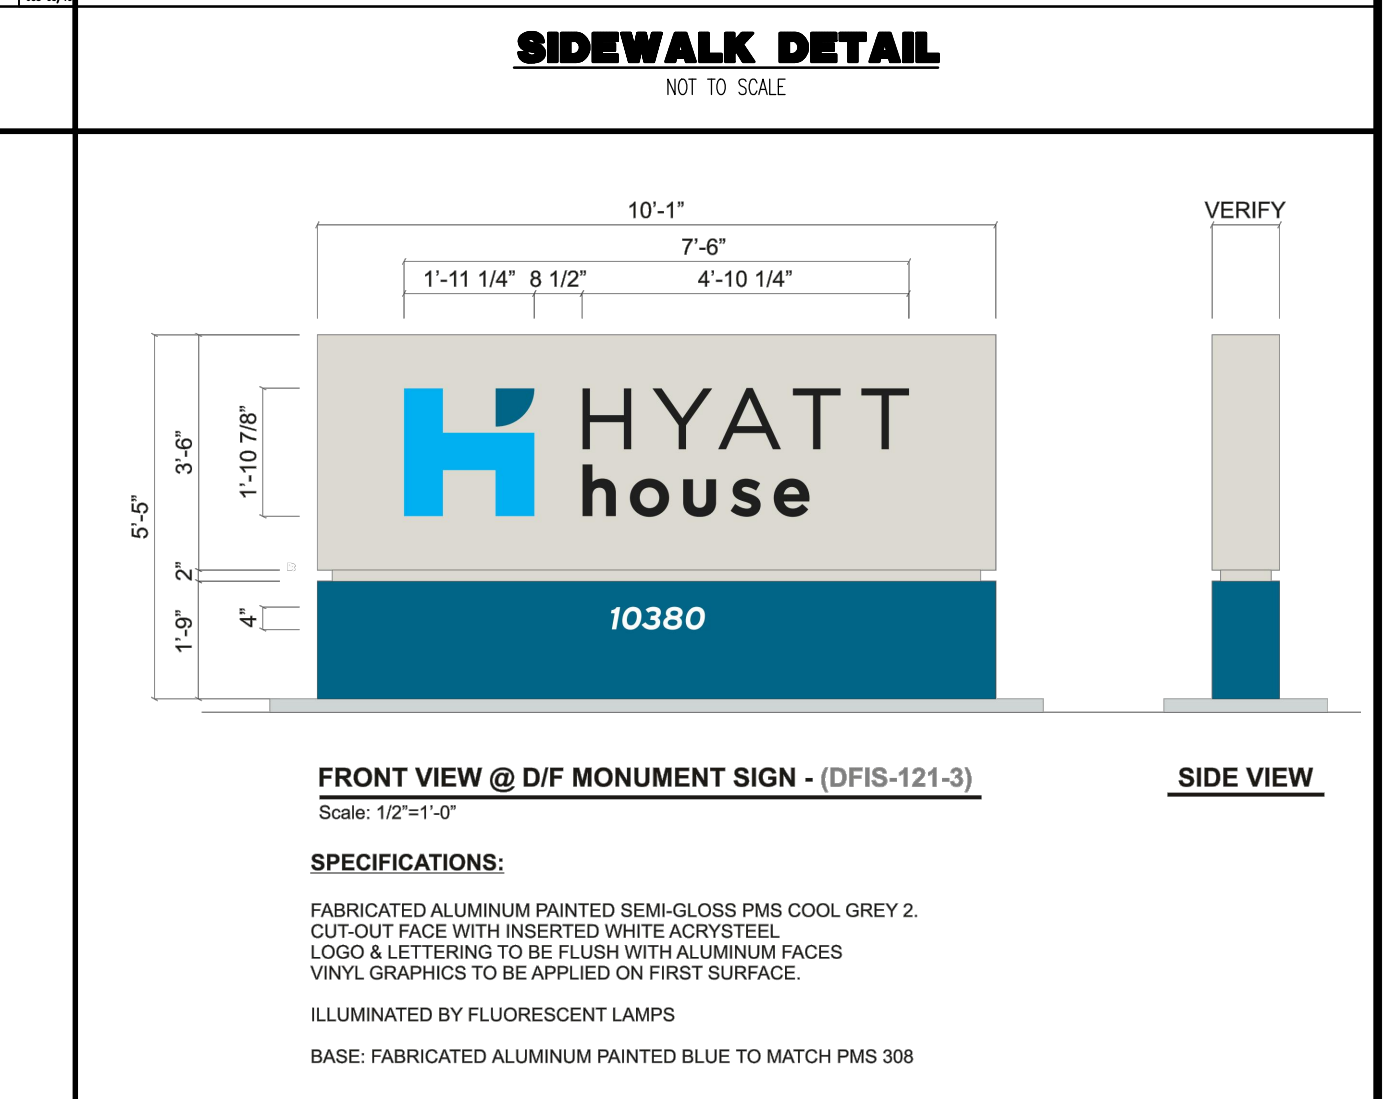 SIDEWALK DETAIL
NOT TO SCALE
10’-1”
VERIFY
7’-6”
1’-11 1/4” 8 1/2” 4’-10 1/4”
5’-5”
3’-6”
1’-10 7/8”
2”
1’-9”
4”
HYATT
house
10380
FRONT VIEW @ D/F MONUMENT SIGN - (DFIS-121-3)
SIDE VIEW
Scale: 1/2”=1’-0”
SPECIFICATIONS:
FABRICATED ALUMINUM PAINTED SEMI-GLOSS PMS COOL GREY 2.
CUT-OUT FACE WITH INSERTED WHITE ACRYSTEEL
LOGO & LETTERING TO BE FLUSH WITH ALUMINUM FACES
VINYL GRAPHICS TO BE APPLIED ON FIRST SURFACE.
ILLUMINATED BY FLUORESCENT LAMPS
BASE: FABRICATED ALUMINUM PAINTED BLUE TO MATCH PMS 308